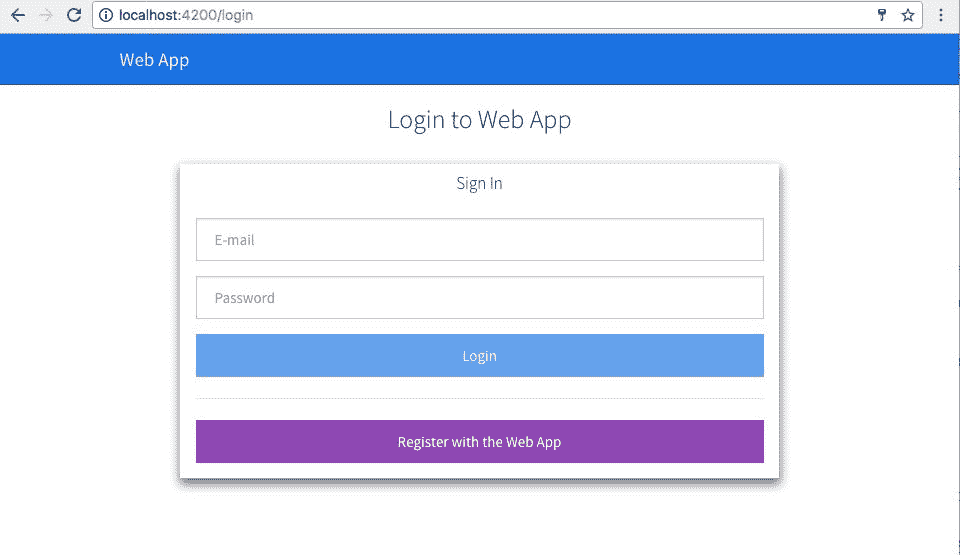 localhost:4200/login
Web App
Login to Web App
Sign In
E-mail
Password
Login
Register with the Web App